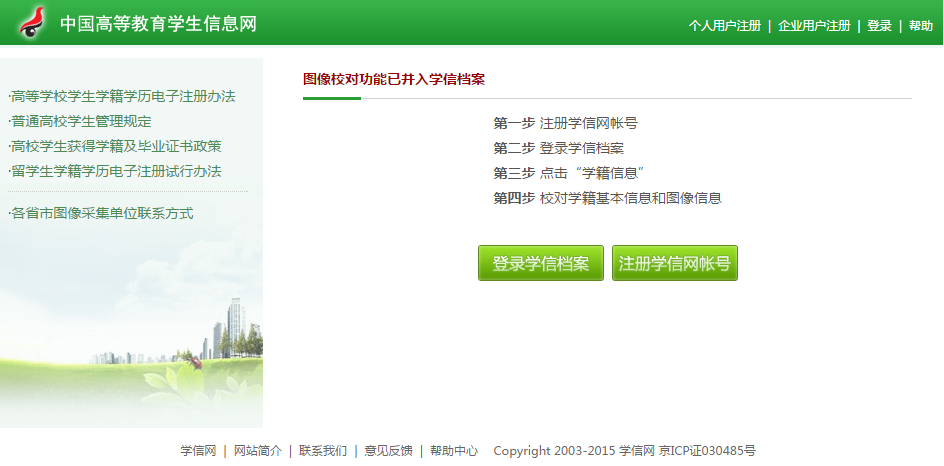 中国高等教育学生信息网
个人用户注册 | 企业用户注册 | 登录 | 帮助
·高等学校学生学籍学历电子注册办法
·普通高校学生管理规定
·高校学生获得学籍及毕业证书政策
·留学生学籍学历电子注册试行办法
·各省市图像采集单位联系方式
图像校对功能已并入学信档案
第一步 注册学信网帐号
第二步 登录学信档案
第三步 点击“学籍信息”
第四步 校对学籍基本信息和图像信息
登录学信档案 注册学信网帐号
学信网 | 网站简介 | 联系我们 | 意见反馈 | 帮助中心 Copyright 2003-2015 学信网 京ICP证030485号